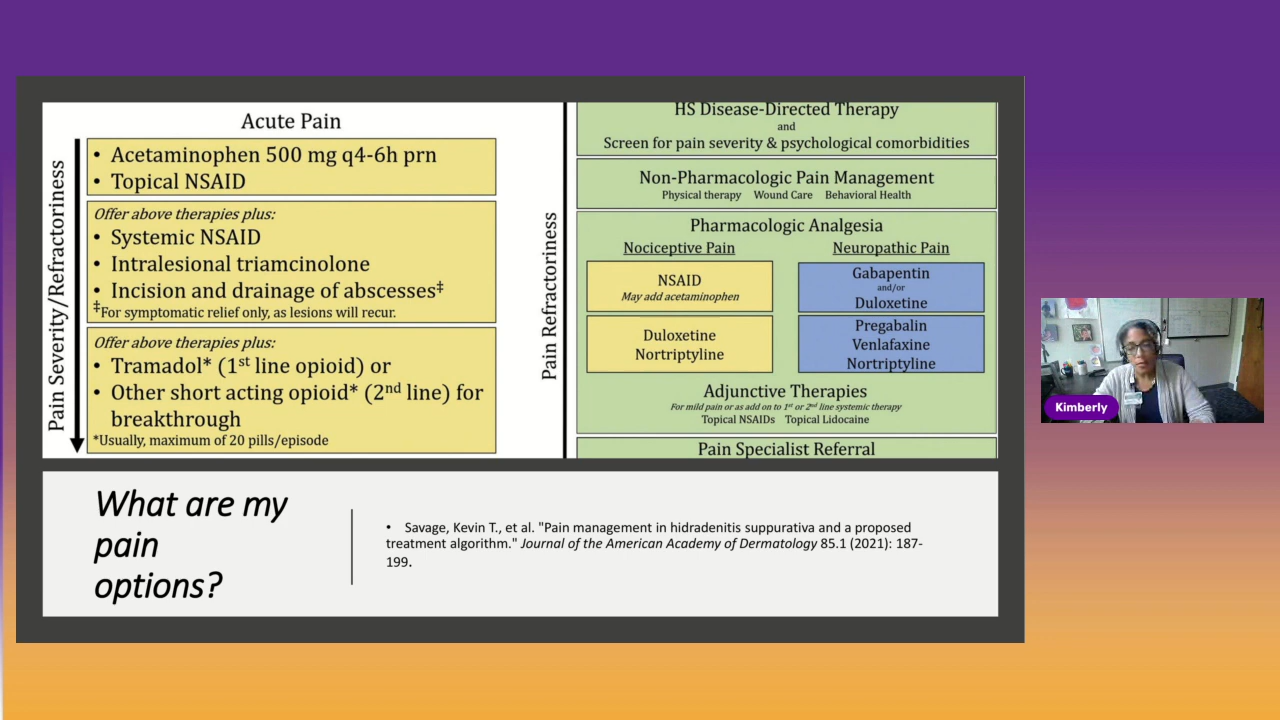 Acute Pain
Pain Severity/Refractoriness
• Acetaminophen 500 mg q4-6h prn
• Topical NSAID
Offer above therapies plus:
• Systemic NSAID
• Intralesional triamcinolone
• Incision and drainage of abscesses‡
‡For symptomatic relief only, as lesions will recur.
Offer above therapies plus:
• Tramadol* (1st line opioid) or
• Other short acting opioid* (2nd line) for
breakthrough
*Usually, maximum of 20 pills/episode
Pain Refractoriness
HS Disease-Directed Therapy
and
Screen for pain severity & psychological comorbidities
Non-Pharmacologic Pain Management
Physical therapy Wound Care Behavioral Health
Pharmacologic Analgesia
Nociceptive Pain
NSAID
May add acetaminophen
Duloxetine
Nortriptyline
Neuropathic Pain
Gabapentin
and/or
Duloxetine
Pregabalin
Venlafaxine
Nortriptyline
Adjunctive Therapies
For mild pain or as add on to 1st or 2nd line systemic therapy
Topical NSAIDs Topical Lidocaine
Pain Specialist Referral
What are my
pain
options?
• Savage, Kevin T., et al. "Pain management in hidradenitis suppurativa and a proposed
treatment algorithm." Journal of the American Academy of Dermatology 85.1 (2021): 187-
199.
Kimberly